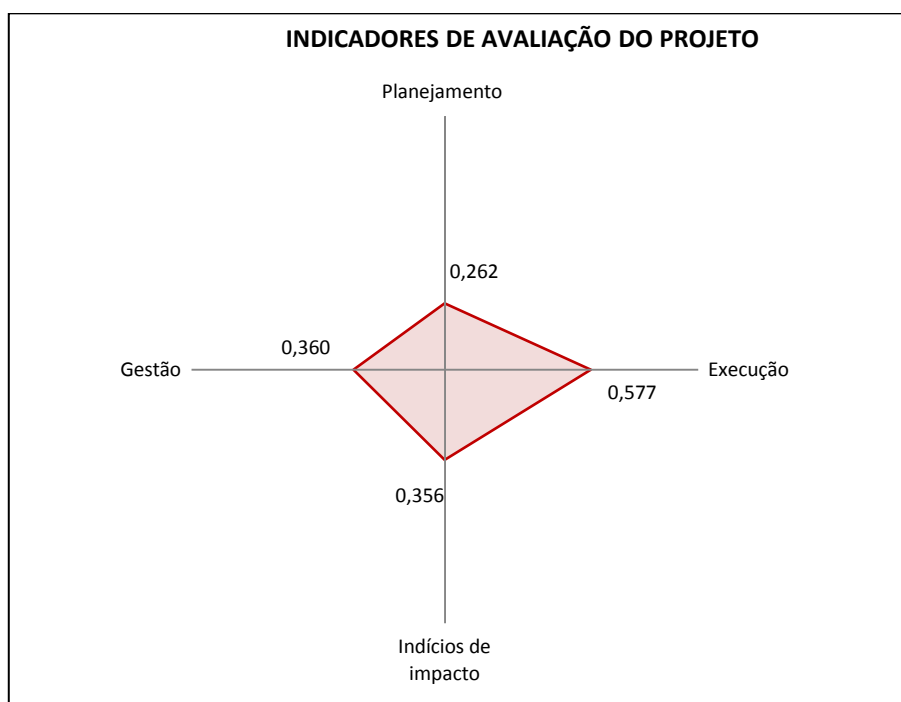 INDICADORES DE AVALIAÇÃO DO PROJETO
Planejamento
0,262
0,360
Gestão
Execução
0,577
0,356
Indícios de
impacto